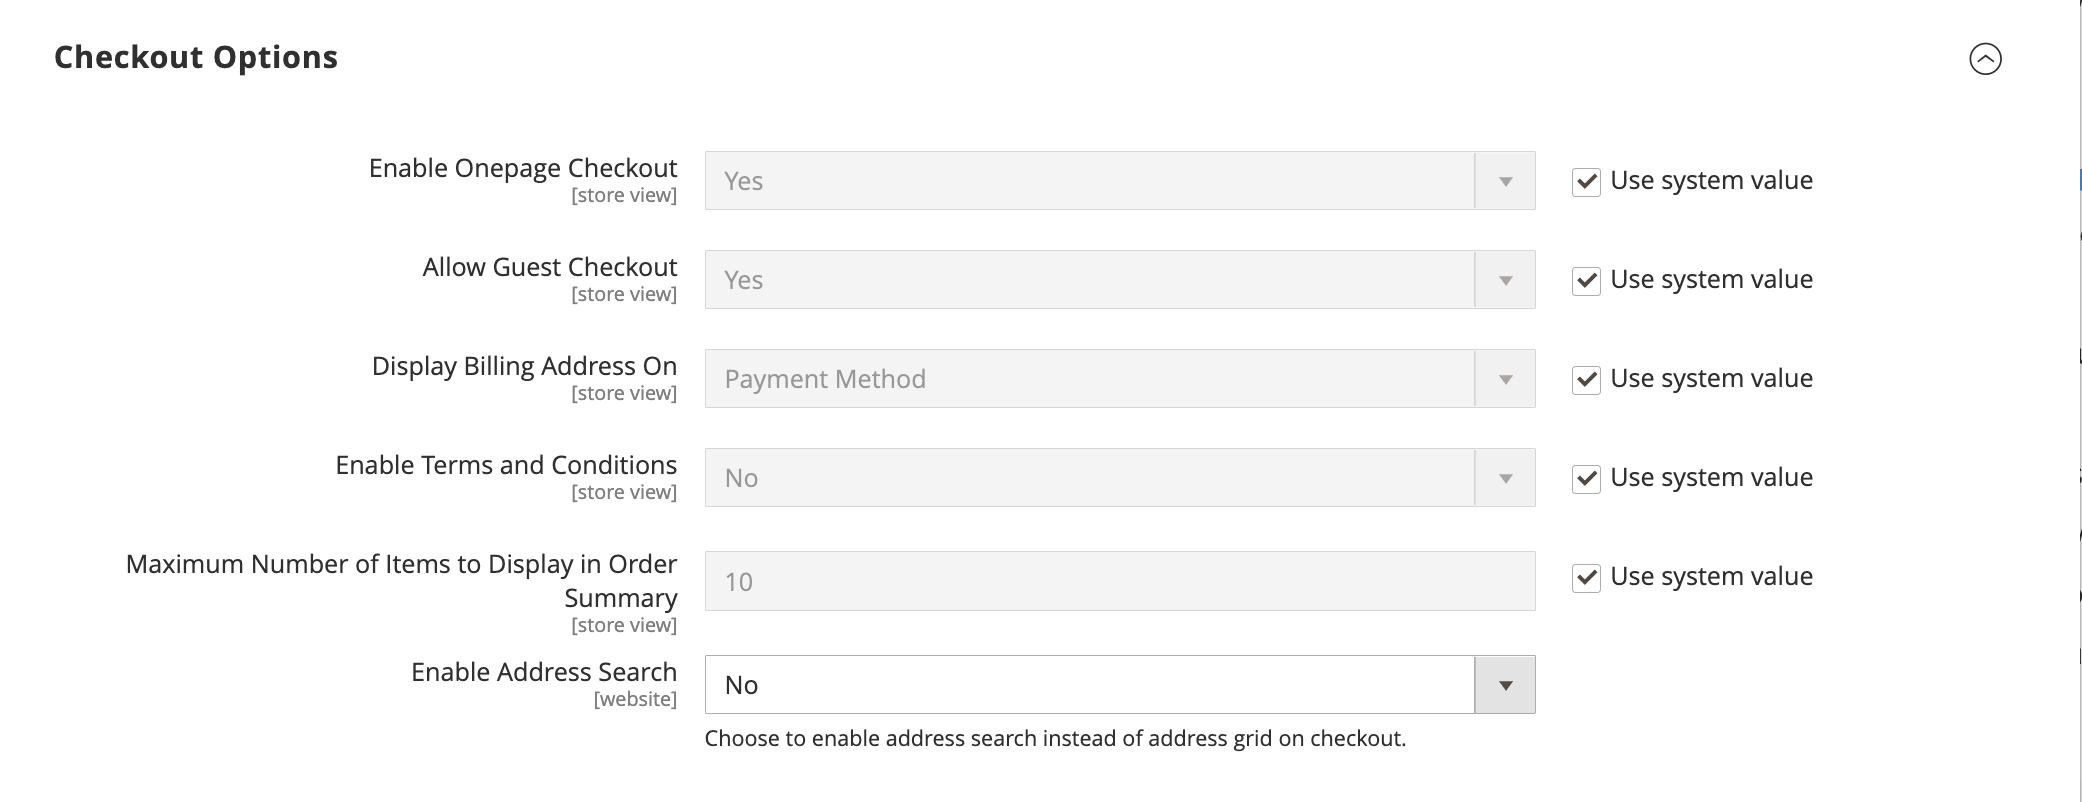 Checkout Options
Enable Onepage Checkout
[store view]
Yes
Use system value
Allow Guest Checkout
[store view]
Yes
Use system value
Display Billing Address On
[store view]
Payment Method
Use system value
Enable Terms and Conditions
[store view]
No
Use system value
Maximum Number of Items to Display in Order
Summary
[store view]
10
Use system value
Enable Address Search
[website]
No
Choose to enable address search instead of address grid on checkout.